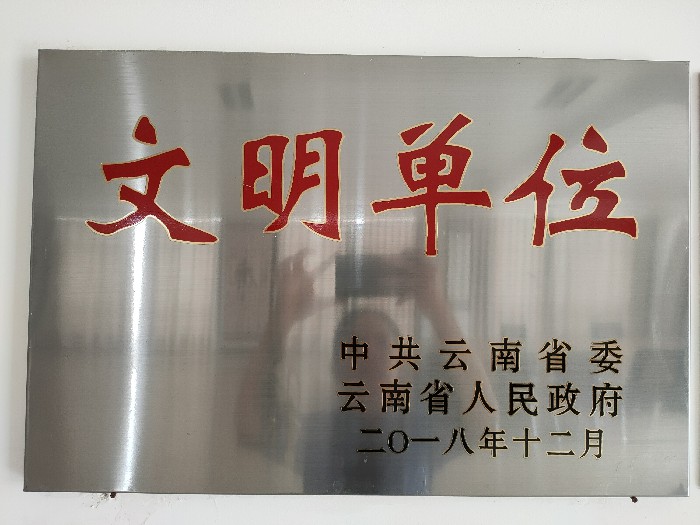 文明单位
中共云南省委
云南省人民政府
二〇一八年十二月